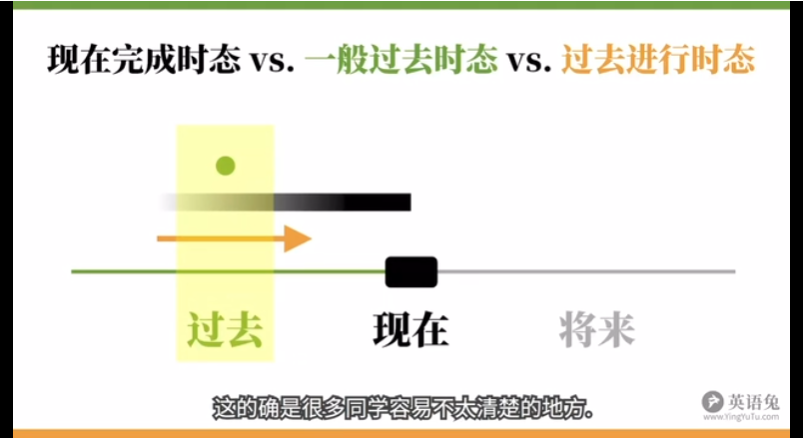 现在完成时态 vs. 一般过去时态 vs. 过去进行时态
过去 现在 将来
这的确是很多同学容易不太清楚的地方.
英语兔
www.YingYuTu.com